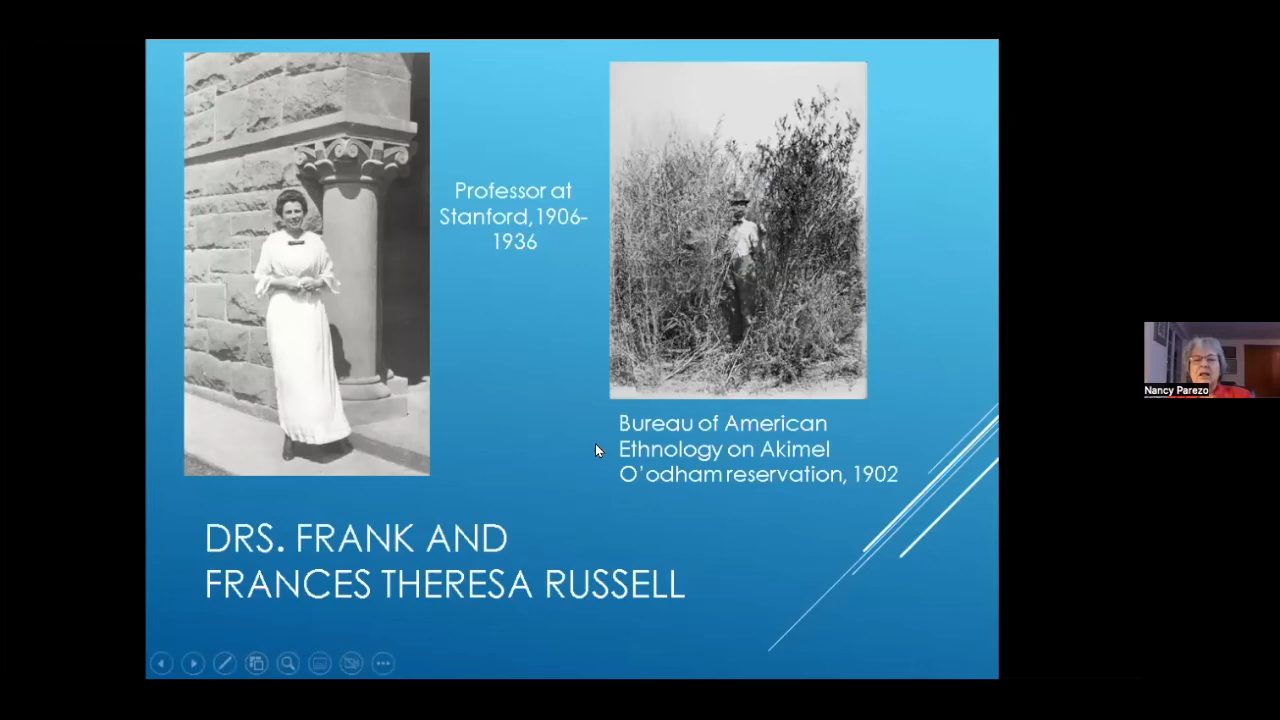 Professor at
Stanford,1906-
1936
Bureau of American
Ethnology on Akimel
O'odham reservation, 1902
DRS. FRANK AND
FRANCES THERESA RUSSELL
Nancy Parezo